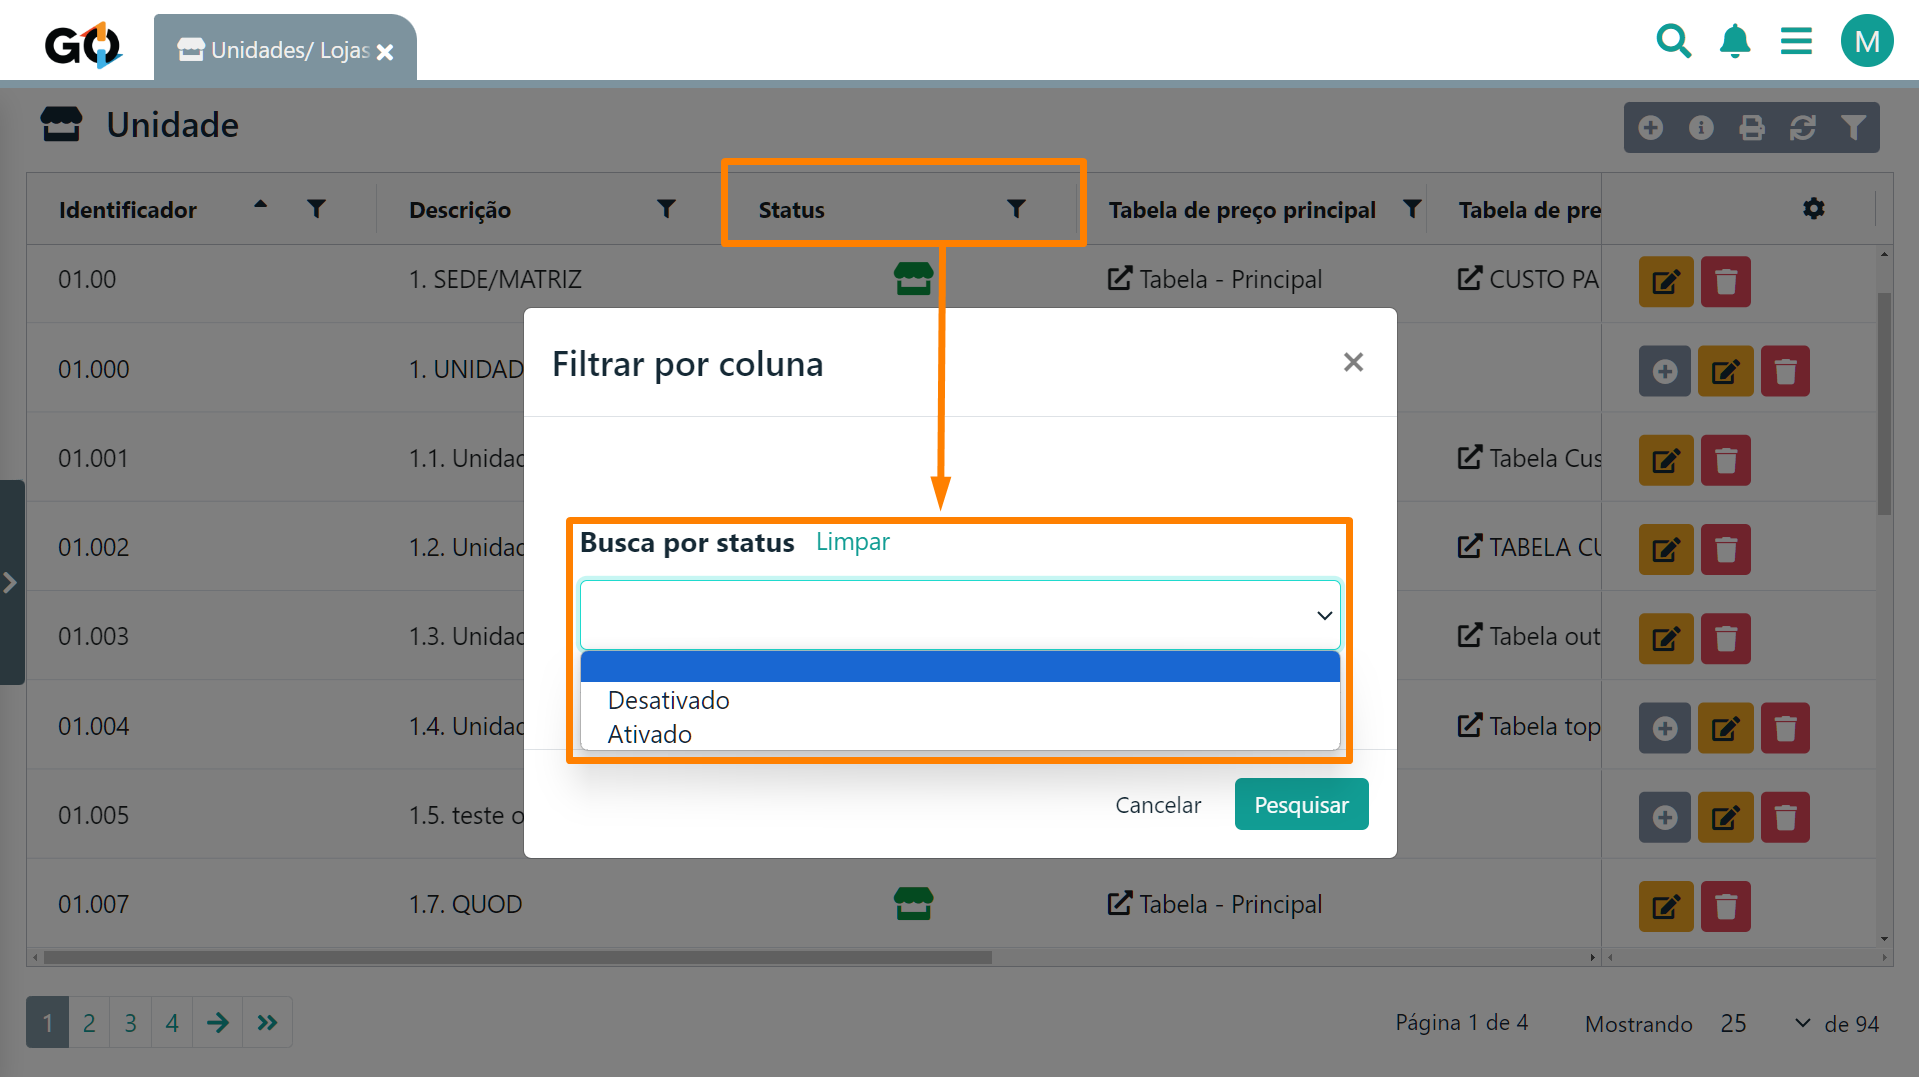 GO
Unidades/ Lojas
M
Unidade
Identificador Descrição Status Tabela de preço principal Tabela de pre
01.00 1. SEDE/MATRIZ Tabela - Principal CUSTO PA
Filtrar por coluna ×
01.000 1. UNIDAD
01.001 1.1. Unidad Tabela Cus
01.002 1.2. Unidad TABELA CU
Busca por status Limpar
01.003 1.3. Unidad Tabela out
Desativado
Ativado
01.004 1.4. Unidad Tabela top
01.005 1.5. teste o
Cancelar Pesquisar
01.007 1.7. QUOD Tabela - Principal
1 2 3 4 Página 1 de 4 Mostrando 25 de 94